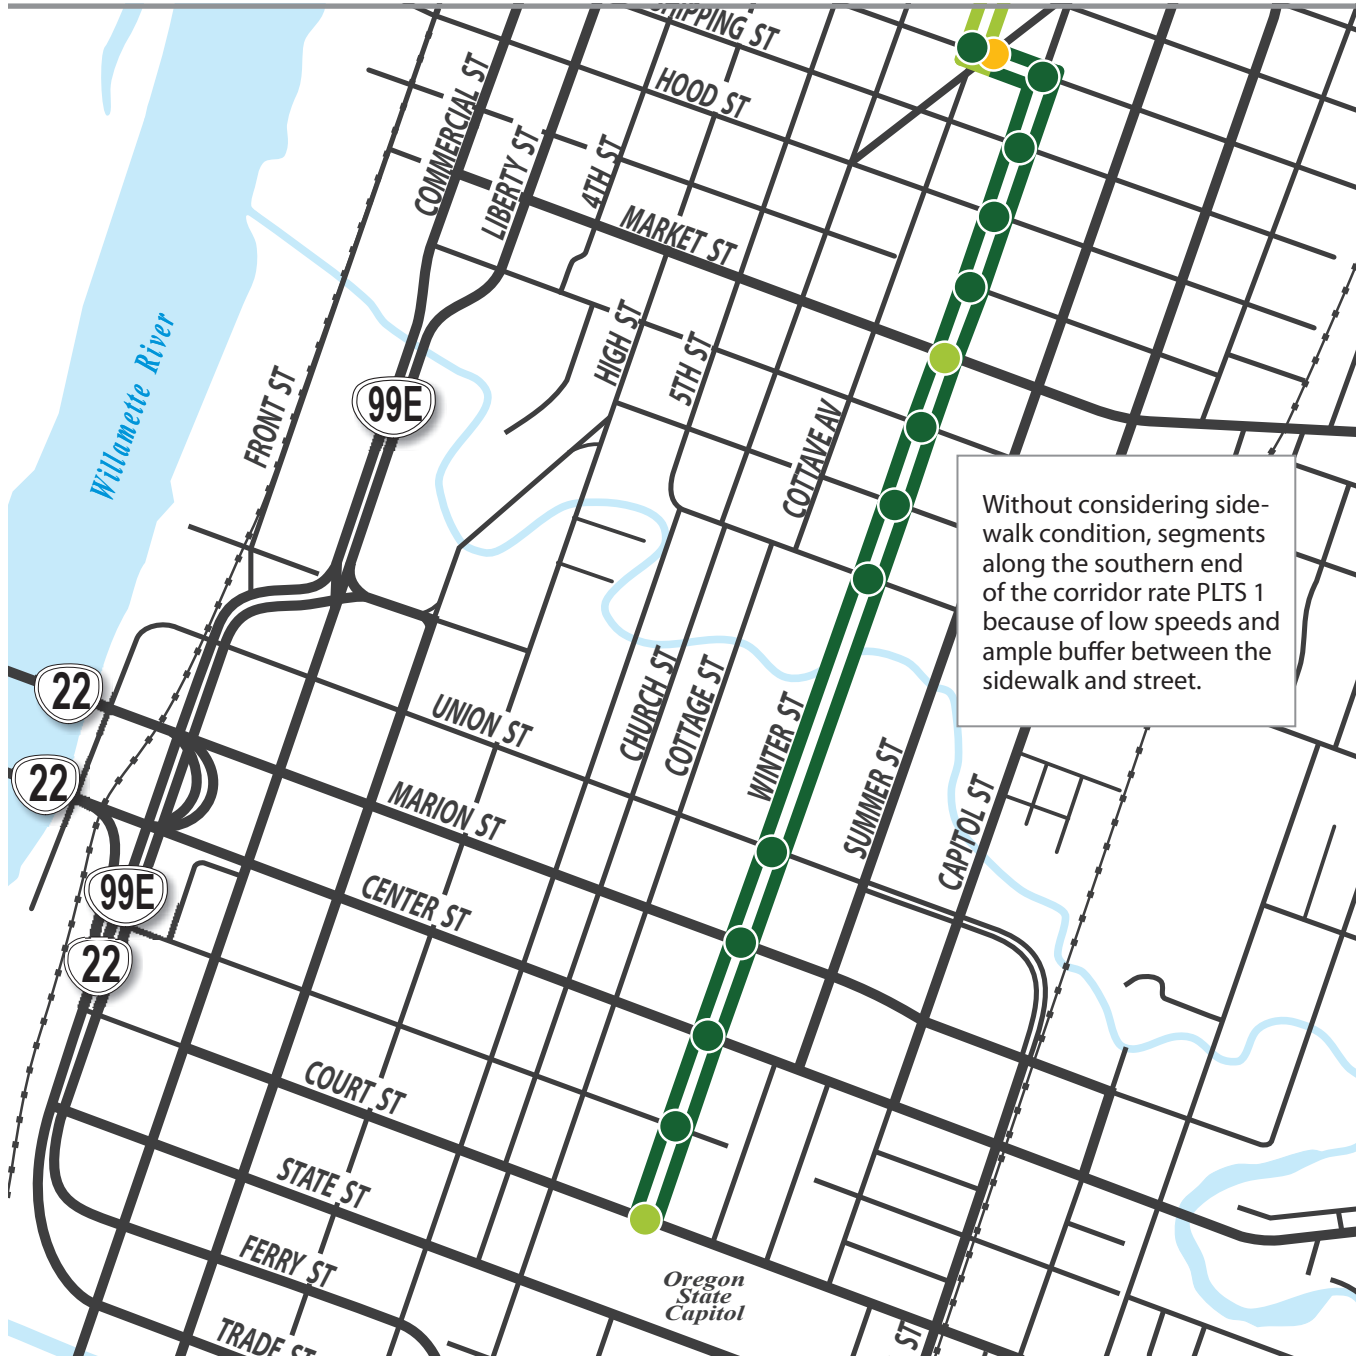 SHIPPING ST
HOOD ST
COMMERCIAL ST
LIBERTY ST
4TH ST
MARKET ST
Willamette River
FRONT ST
99E
HIGH ST
5TH ST
COTTAVE AV
Without considering side-
walk condition, segments
along the southern end
of the corridor rate PLTS 1
because of low speeds and
ample buffer between the
sidewalk and street.
22
22
UNION ST
CHURCH ST
COTTAGE ST
WINTER ST
SUMMER ST
CAPITOL ST
MARION ST
CENTER ST
99E
22
COURT ST
STATE ST
FERRY ST
TRADE ST
Oregon
State
Capitol
ST